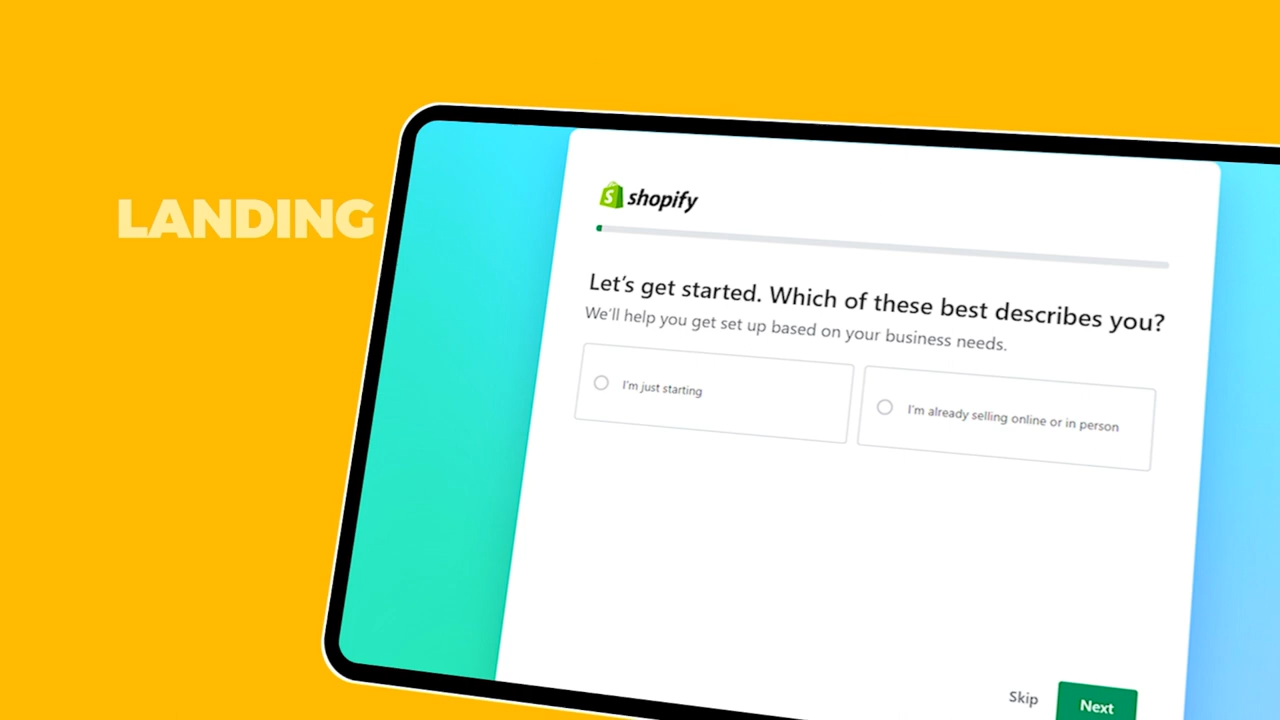 LANDING
shopify
Let's get started. Which of these best describes you?
We'll help you get set up based on your business needs.
I'm just starting
I'm already selling online or in person
Skip
Next